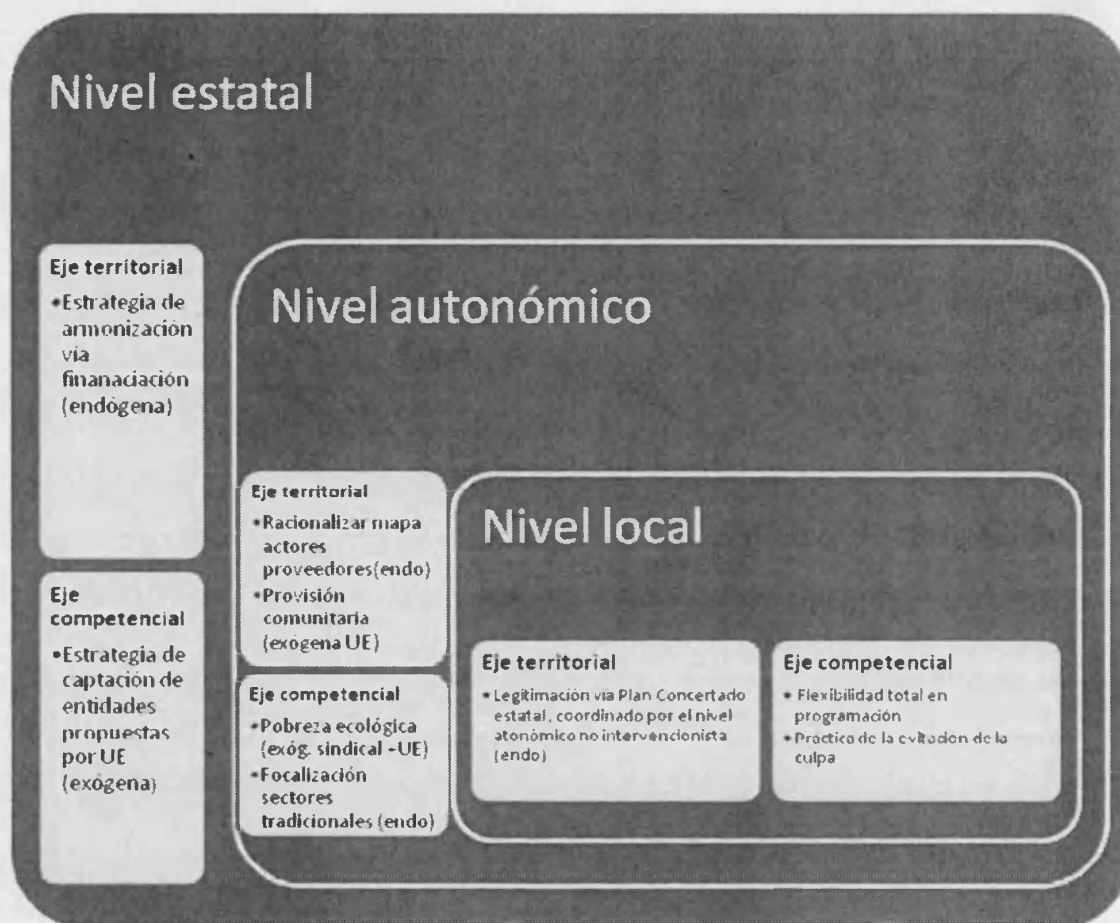 Nivel estatal
Eje territorial
•Estrategia de
armonización
vía
finanaciación
(endógena)
Eje
competencial
•Estrategia de
captación de
entidades
propuestas
por UE
(exógena)
Nivel autonómico
Eje territorial
•Racionalizar mapa
actores
proveedores(endo)
•Provisión
comunitaria
(exógena UE)
Eje competencial
•Pobreza ecológica
(exóg. sindical -UE)
•Focalización
sectores
tradicionales (endo)
Nivel local
Eje territorial
• Legitimación vía Plan Concertado
estatal, coordinado por el nivel
atonómico no intervencionista
(endo)
Eje competencial
• Flexibilidad total en
programación
• Práctica de la evitación de la
culpa